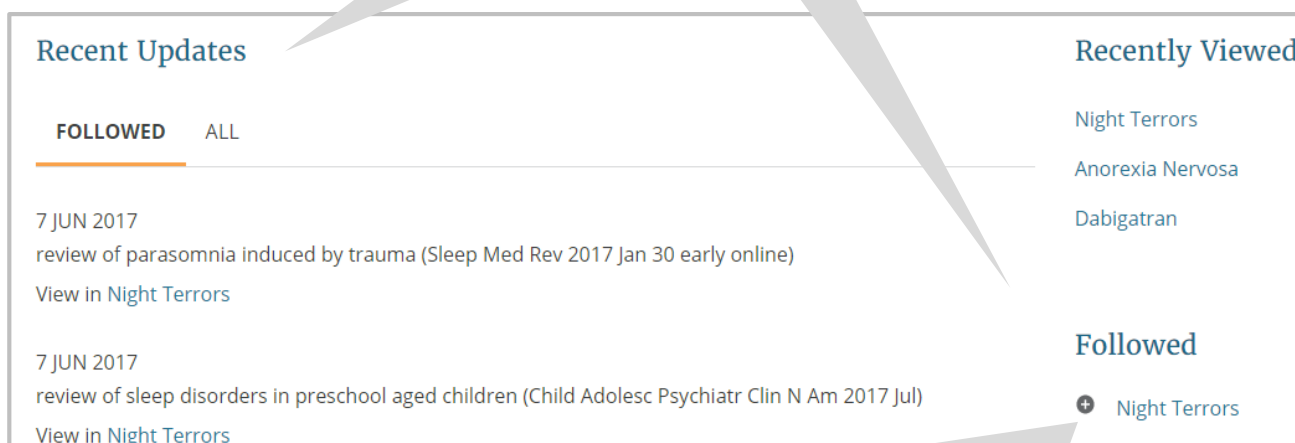 Recent Updates
FOLLOWED ALL
7 JUN 2017
review of parasomnia induced by trauma (Sleep Med Rev 2017 Jan 30 early online)
View in Night Terrors
7 JUN 2017
review of sleep disorders in preschool aged children (Child Adolesc Psychiatr Clin N Am 2017 Jul)
View in Night Terrors
Recently Viewed
Night Terrors
Anorexia Nervosa
Dabigatran
Followed
Night Terrors